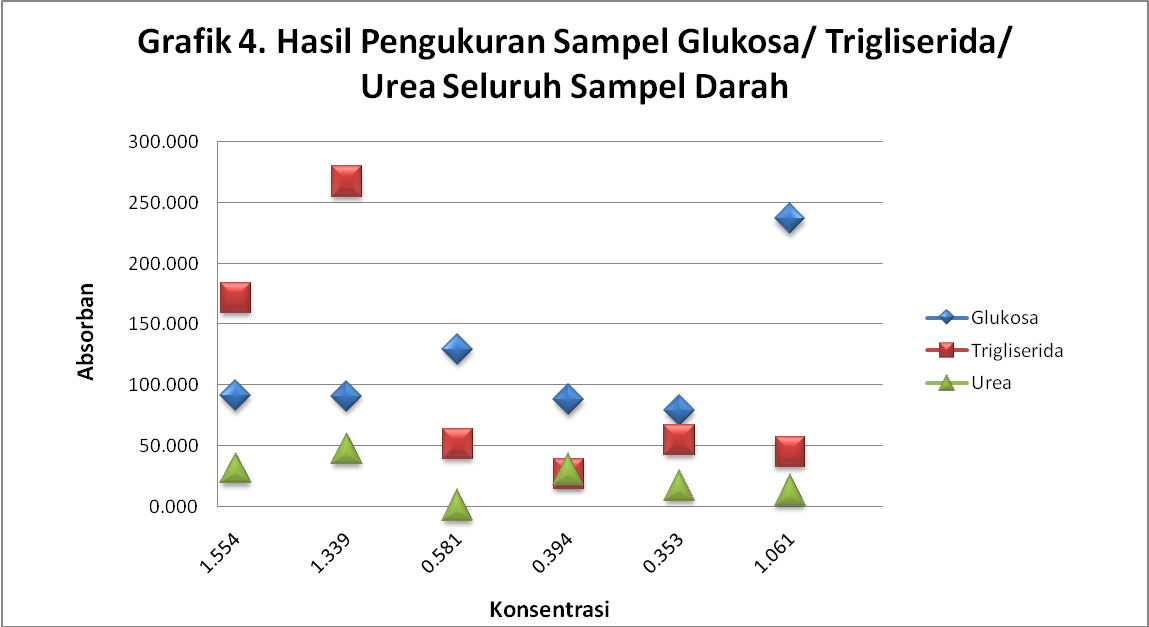 Grafik 4. Hasil Pengukuran Sampel Glukosa/ Trigliserida/
Urea Seluruh Sampel Darah
300.000
250.000
200.000
150.000
100.000
50.000
0.000
Absorban
1.554
1.339
0.581
0.394
0.353
1.061
Konsentrasi
Glukosa
Trigliserida
Urea